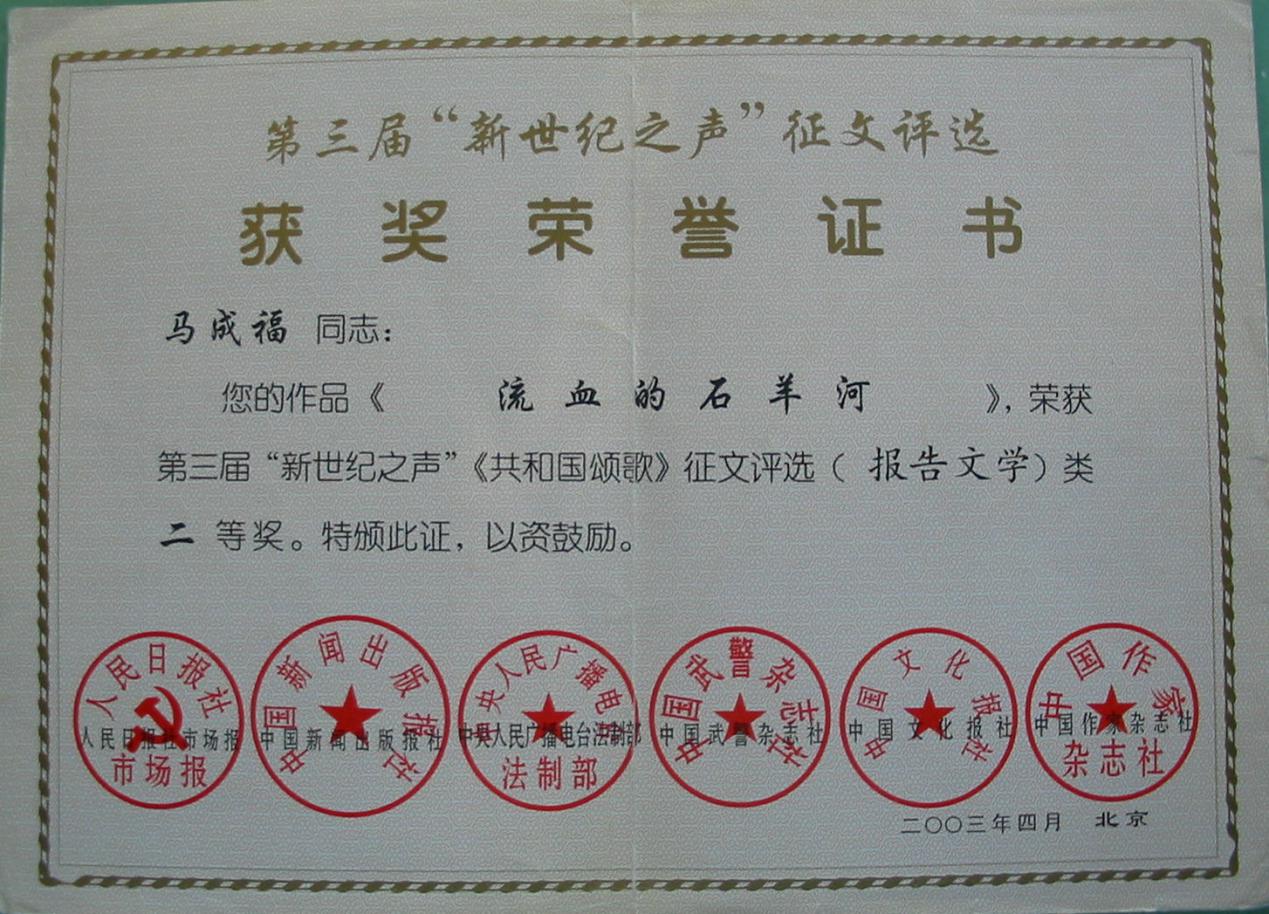 第三届“新世纪之声”征文评选
获奖荣誉证书
马成福 同志：
您的作品《 流血的石羊河 》，荣获
第三届“新世纪之声”《共和国颂歌》征文评选（报告文学）类
二 等奖。特颁此证，以资鼓励。
人民日报社
人民日报社市场报
市场报
中国新闻出版报社
中国新闻出版报社
中央人民广播电台
中央人民广播电台法制部
法制部
中国武警杂志社
中国武警杂志社
中国文化报社
中国文化报社
中国作家
中国作家杂志社
杂志社
二〇〇三年四月 北京